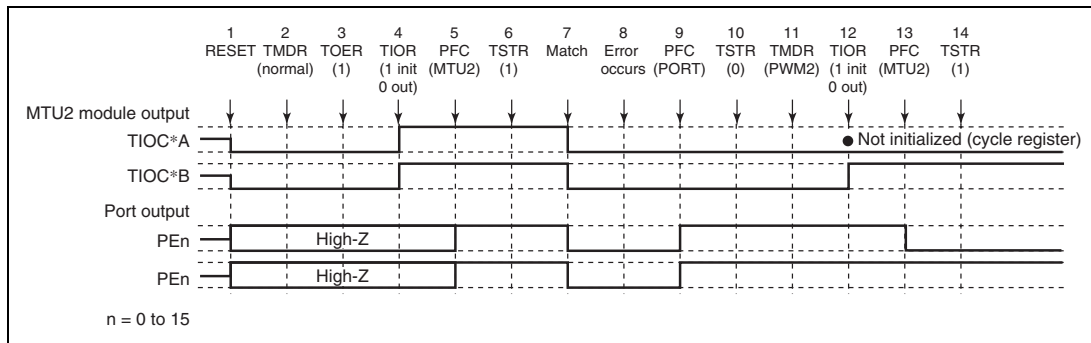 1 2 3 4 5 6 7 8 9 10 11 12 13 14
RESET TMDR TOER TIOR PFC TSTR Match Error PFC TSTR TMDR TIOR PFC TSTR
(normal) (1) (1 init (MTU2) (1) occurs (PORT) (0) (PWM2) (1 init (MTU2) (1)
0 out) 0 out)
MTU2 module output
TIOC*A
● Not initialized (cycle register)
TIOC*B
Port output
PEn
High-Z
PEn
High-Z
n = 0 to 15